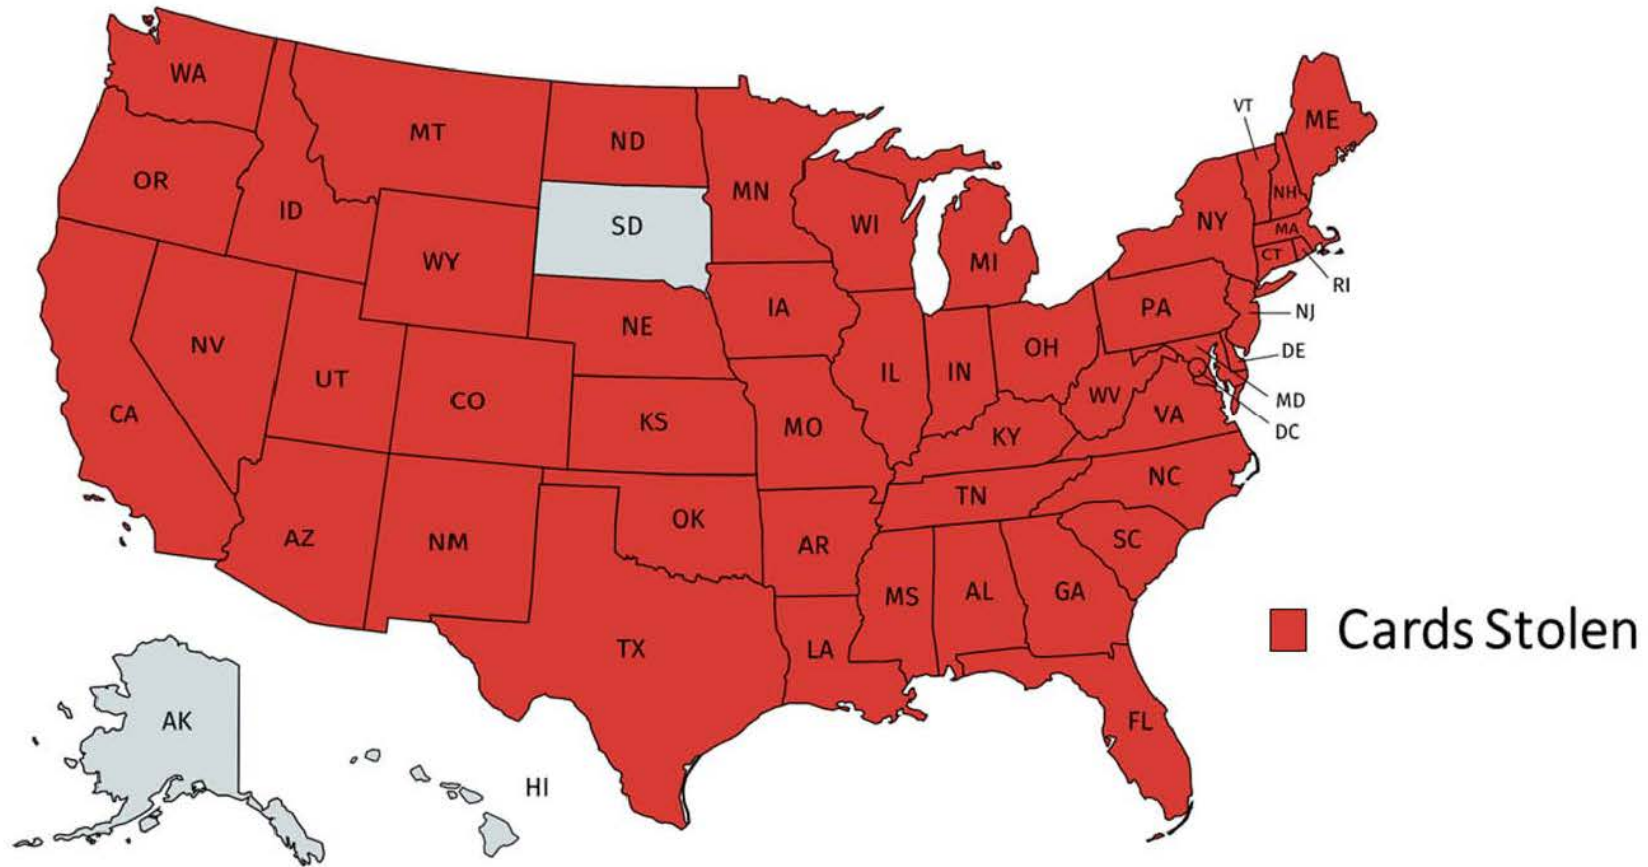 WA
MT
ND
MN
OR
ID
SD
WY
WI
MI
VT
ME
NH
NY
MA
CT
RI
PA
NJ
IA
NE
NV
UT
CO
IL
IN
OH
DE
MD
DC
CA
KS
MO
KY
WV
VA
NC
TN
AZ
NM
OK
AR
SC
MS
AL
GA
TX
LA
FL
Cards Stolen
AK
HI